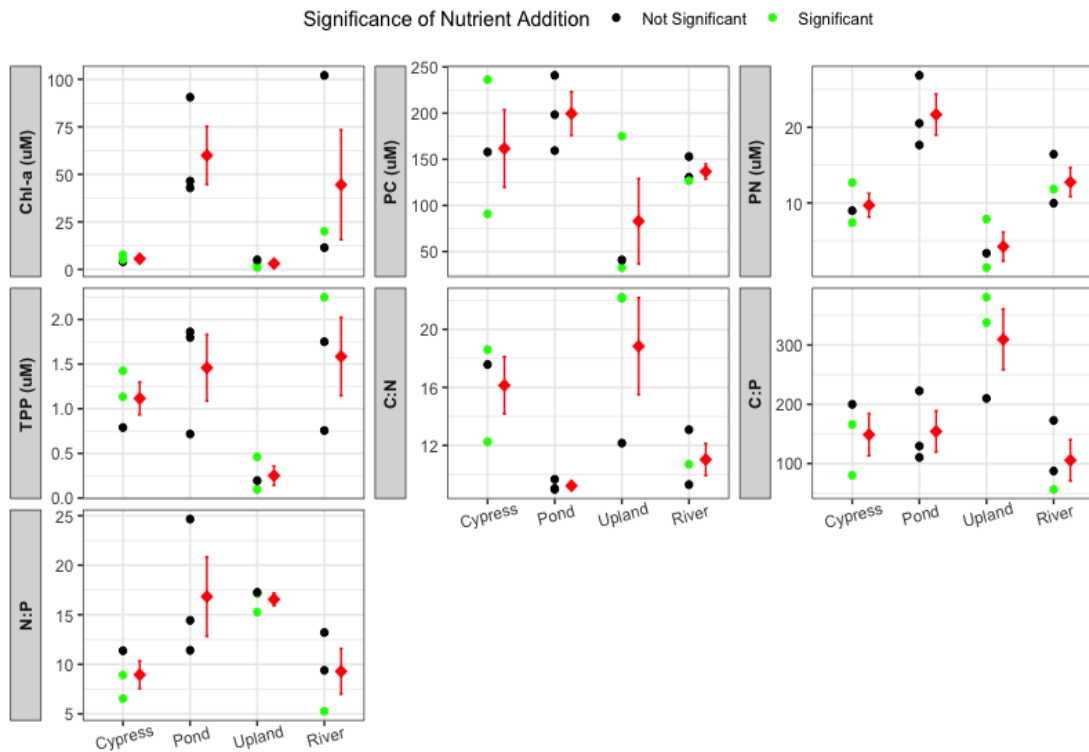 Significance of Nutrient Addition Not Significant Significant
Chl-a (uM)
100
75
50
25
0
PC (uM)
250
200
150
100
50
PN (uM)
20
10
TPP (uM)
2.0
1.5
1.0
0.5
0.0
C:N
20
16
12
Cypress Pond Upland River
C:P
300
200
100
Cypress Pond Upland River
N:P
25
20
15
10
5
Cypress Pond Upland River